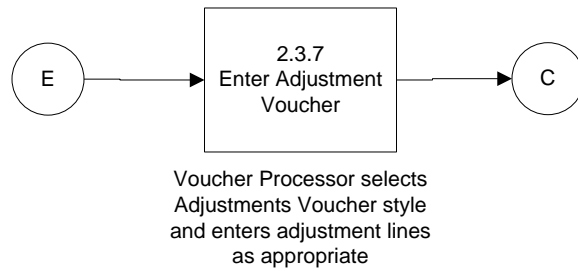 E
2.3.7
Enter Adjustment
Voucher
C
Voucher Processor selects
Adjustments Voucher style
and enters adjustment lines
as appropriate